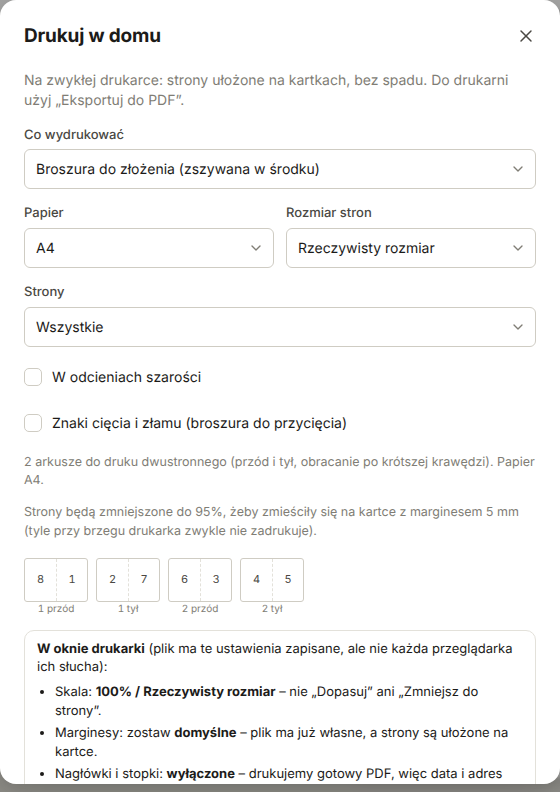 Drukuj w domu
Na zwykłej drukarce: strony ułożone na kartkach, bez spadu. Do drukarni
użyj „Eksportuj do PDF”.
Co wydrukować
Broszura do złożenia (zszywana w środku)
Papier
Rozmiar stron
A4
Rzeczywisty rozmiar
Strony
Wszystkie
W odcieniach szarości
Znaki cięcia i złamu (broszura do przycięcia)
2 arkusze do druku dwustronnego (przód i tył, obracanie po krótszej krawędzi). Papier
A4.
Strony będą zmniejszone do 95%, żeby zmieściły się na kartce z marginesem 5 mm
(tyle przy brzegu drukarka zwykle nie zadrukuje).
8 1 2 7 6 3 4 5
1 przód 1 tył 2 przód 2 tył
W oknie drukarki (plik ma te ustawienia zapisane, ale nie każda przeglądarka
ich słucha):
• Skala: 100% / Rzeczywisty rozmiar – nie „Dopasuj” ani „Zmniejsz do
strony”.
• Marginesy: zostaw domyślne – plik ma już własne, a strony są ułożone na
kartce.
• Nagłówki i stopki: wyłączone – drukujemy gotowy PDF, więc data i adres